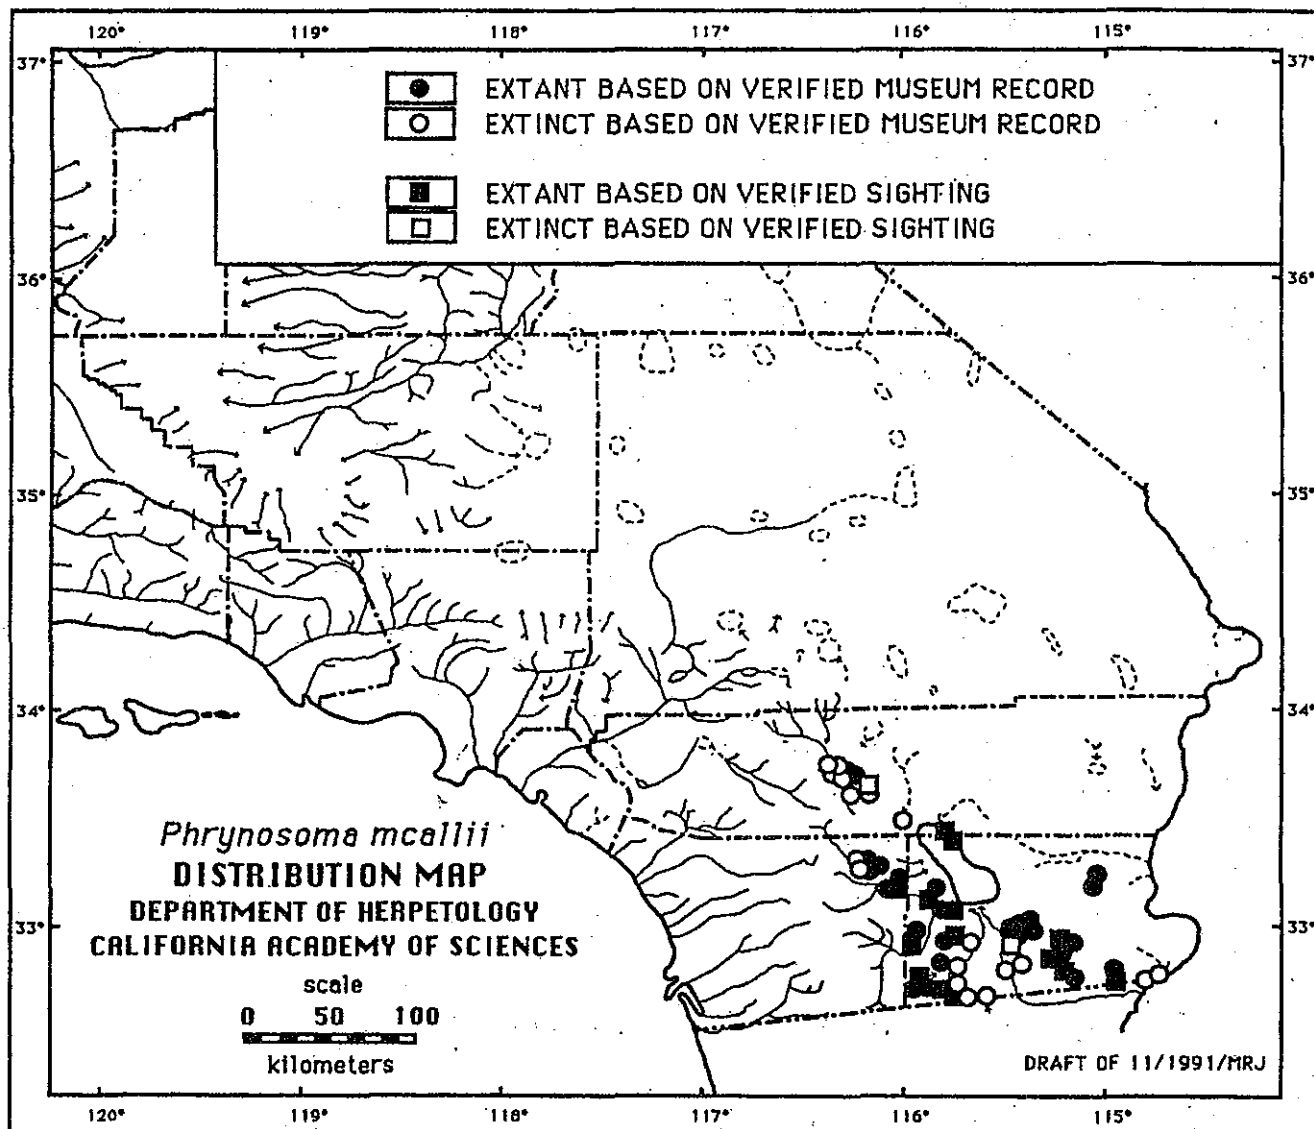 120° 119° 118° 117° 116° 115°
37° 37°
EXTANT BASED ON VERIFIED MUSEUM RECORD
EXTINCT BASED ON VERIFIED MUSEUM RECORD
EXTANT BASED ON VERIFIED SIGHTING
EXTINCT BASED ON VERIFIED SIGHTING
36° 36°
35° 35°
34° 34°
Phrynosoma mcallii
DISTRIBUTION MAP
DEPARTMENT OF HERPETOLOGY
33° 33°
CALIFORNIA ACADEMY OF SCIENCES
scale
0 50 100
kilometers
DRAFT OF 11/1991/MRJ
120° 119° 118° 117° 116° 115°